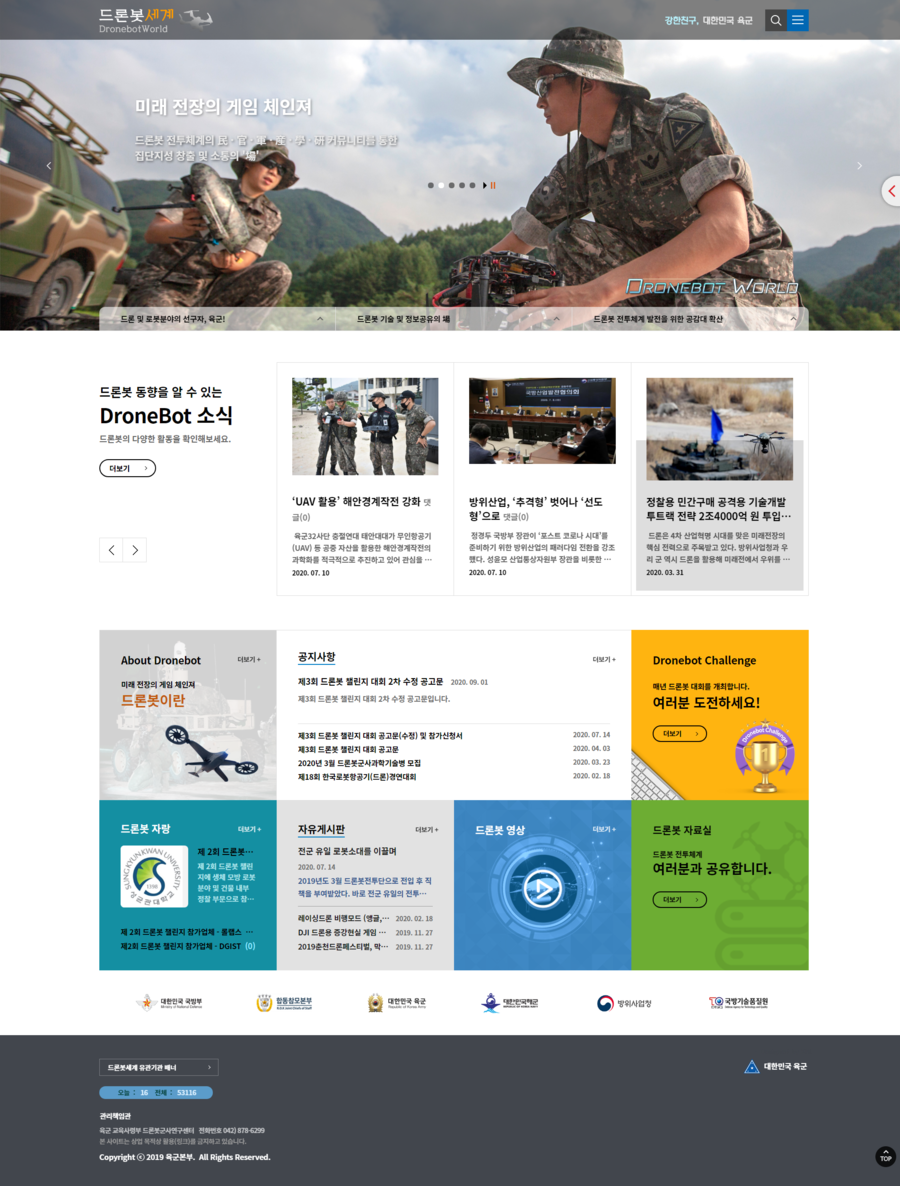 드론봇세계
DronebotWorld
강한친구, 대한민국 육군
미래 전장의 게임 체인져
드론봇 전투체계의 民·官·軍·産·學·硏 커뮤니티를 통한
집단지성 창출 및 소통의 '場'
DRONEBOT WORLD
드론 및 로봇분야의 선구자, 육군!
드론봇 기술 및 정보공유의 場
드론봇 전투체계 발전을 위한 공감대 확산
드론봇 동향을 알 수 있는
DroneBot 소식
드론봇의 다양한 활동을 확인해보세요.
더보기
‘UAV 활용’ 해안경계작전 강화 댓
글(0)
육군32사단 충절연대 태안대대가 무인항공기
(UAV) 등 공중 자산을 활용한 해안경계작전의
과학화를 적극적으로 추진하고 있어 관심을 ···
2020. 07. 10
방위산업, ‘추격형’ 벗어나 ‘선도
형’으로 댓글(0)
정경두 국방부 장관이 ‘포스트 코로나 시대’를
준비하기 위한 방위산업의 패러다임 전환을 강조
했다. 성윤모 산업통상자원부 장관을 비롯한 ···
2020. 07. 10
정찰용 민간구매 공격용 기술개발
투트랙 전략 2조4000억 원 투입···
드론은 4차 산업혁명 시대를 맞은 미래전장의
핵심 전력으로 주목받고 있다. 방위사업청과 우
리 군 역시 드론을 활용해 미래전에서 우위를 ···
2020. 03. 31
About Dronebot
더보기 +
미래 전장의 게임 체인져
드론봇이란
공지사항
더보기 +
제3회 드론봇 챌린지 대회 2차 수정 공고문 2020. 09. 01
제3회 드론봇 챌린지 대회 2차 수정 공고문입니다.
제3회 드론봇 챌린지 대회 공고문(수정) 및 참가신청서 2020. 07. 14
제3회 드론봇 챌린지 대회 공고문 2020. 04. 03
2020년 3월 드론봇군사과학기술병 모집 2020. 03. 23
제18회 한국로봇항공기(드론)경연대회 2020. 02. 18
Dronebot Challenge
매년 드론봇 대회를 개최합니다.
여러분 도전하세요!
더보기
Dronebot Challenge
드론봇 자랑
더보기 +
SUNGKYUNKWAN UNIVERSITY
1398
성균관대학교
제 2회 드론봇···
제 2회 드론봇 챌린
지에 생체 모방 로봇
분야 및 건물 내부
정찰 부문으로 참···
제 2회 드론봇 챌린지 참가업체 - 롤랩스 ···
제2회 드론봇 챌린지 참가업체 - DGIST (0)
자유게시판
더보기 +
전군 유일 로봇소대를 이끌며
2020. 07. 14
2019년도 3월 드론봇전투단으로 전입 후 직
책을 부여받았다. 바로 전군 유일의 전투···
레이싱드론 비행모드 (앵글,··· 2020. 02. 18
DJI 드론용 증강현실 게임 ··· 2019. 11. 27
2019춘천드론페스티벌, 막··· 2019. 11. 27
드론봇 영상
더보기 +
드론봇 자료실
드론봇 전투체계
여러분과 공유합니다.
더보기
대한민국 국방부
Ministry of National Defense
합동참모본부
대한민국 육군
Republic of Korea Army
대한민국해군
방위사업청
국방기술품질원
드론봇세계 유관기관 배너
대한민국 육군
오늘 : 16 전체 : 53116
관리책임관
육군 교육사령부 드론봇군사연구센터 전화번호 042) 878-6299
본 사이트는 상업 목적상 활용(링크)를 금지하고 있습니다.
Copyright ⓒ 2019 육군본부. All Rights Reserved.
TOP